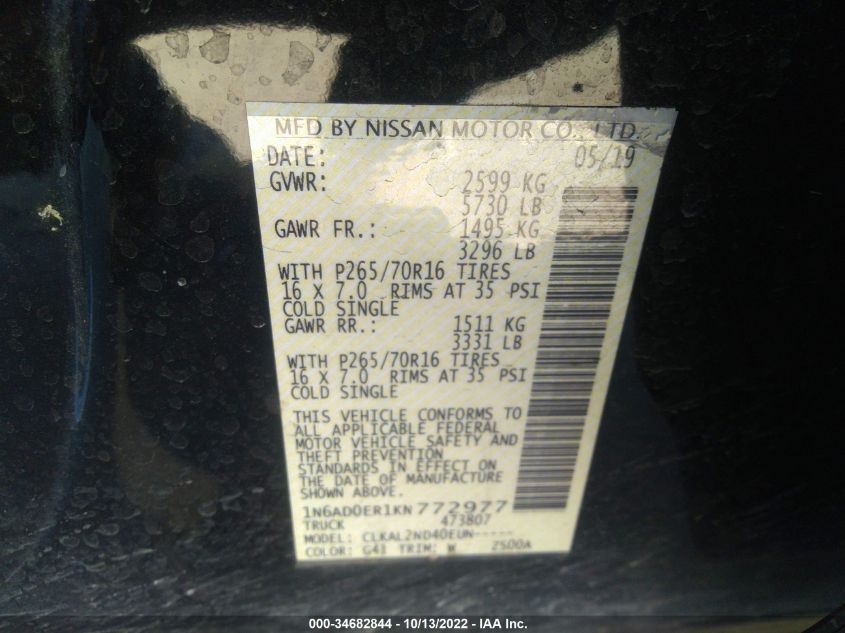 MFD BY NISSAN MOTOR CO., LTD.
DATE: 05/19
GVWR: 2599 KG
5730 LB
GAWR FR.: 1495 KG
3296 LB
WITH P265/70R16 TIRES
16 X 7.0 RIMS AT 35 PSI
COLD SINGLE
GAWR RR.: 1511 KG
3331 LB
WITH P265/70R16 TIRES
16 X 7.0 RIMS AT 35 PSI
COLD SINGLE
THIS VEHICLE CONFORMS TO
ALL APPLICABLE FEDERAL
MOTOR VEHICLE SAFETY AND
THEFT PREVENTION
STANDARDS IN EFFECT ON
THE DATE OF MANUFACTURE
SHOWN ABOVE.
1N6AD0ER1KN772977
TRUCK 473807
MODEL: CLKAL2ND40EUN-----
COLOR: G41 TRIM: W 2S00A
000-34682844 - 10/13/2022 - IAA Inc.